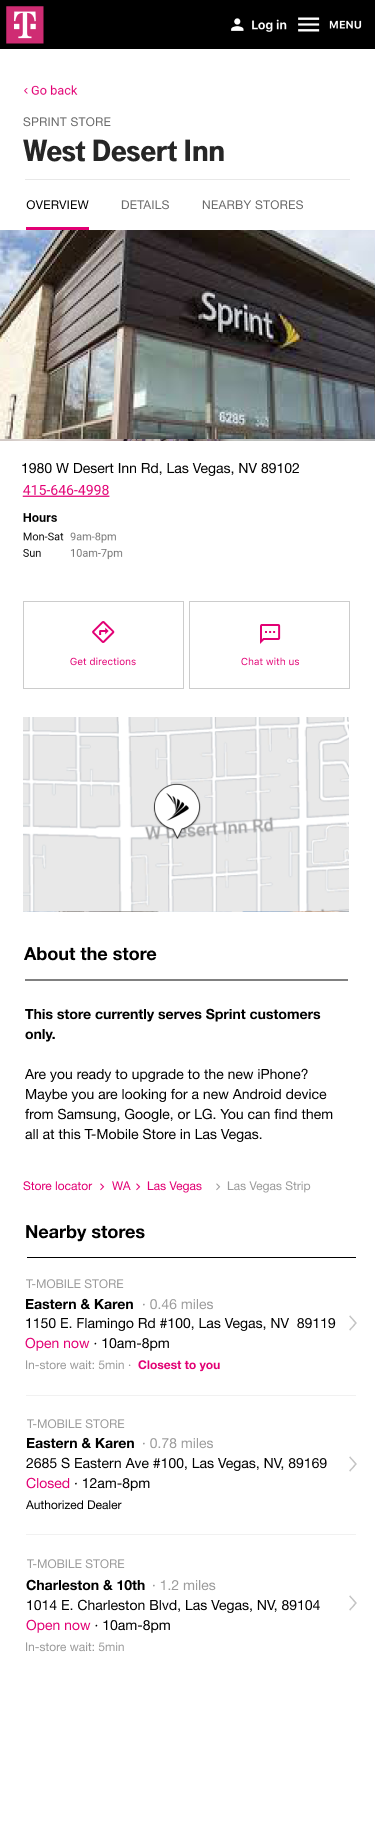 T
Log in
MENU
‹ Go back
SPRINT STORE
West Desert Inn
OVERVIEW DETAILS NEARBY STORES
Sprint
6285
1980 W Desert Inn Rd, Las Vegas, NV 89102
415-646-4998
Hours
Mon-Sat 9am-8pm
Sun 10am-7pm
Get directions
Chat with us
W Desert Inn Rd
About the store
This store currently serves Sprint customers
only.
Are you ready to upgrade to the new iPhone?
Maybe you are looking for a new Android device
from Samsung, Google, or LG. You can find them
all at this T-Mobile Store in Las Vegas.
Store locator > WA > Las Vegas > Las Vegas Strip
Nearby stores
T-MOBILE STORE
Eastern & Karen · 0.46 miles
1150 E. Flamingo Rd #100, Las Vegas, NV 89119
Open now · 10am-8pm
In-store wait: 5min · Closest to you
T-MOBILE STORE
Eastern & Karen · 0.78 miles
2685 S Eastern Ave #100, Las Vegas, NV, 89169
Closed · 12am-8pm
Authorized Dealer
T-MOBILE STORE
Charleston & 10th · 1.2 miles
1014 E. Charleston Blvd, Las Vegas, NV, 89104
Open now · 10am-8pm
In-store wait: 5min